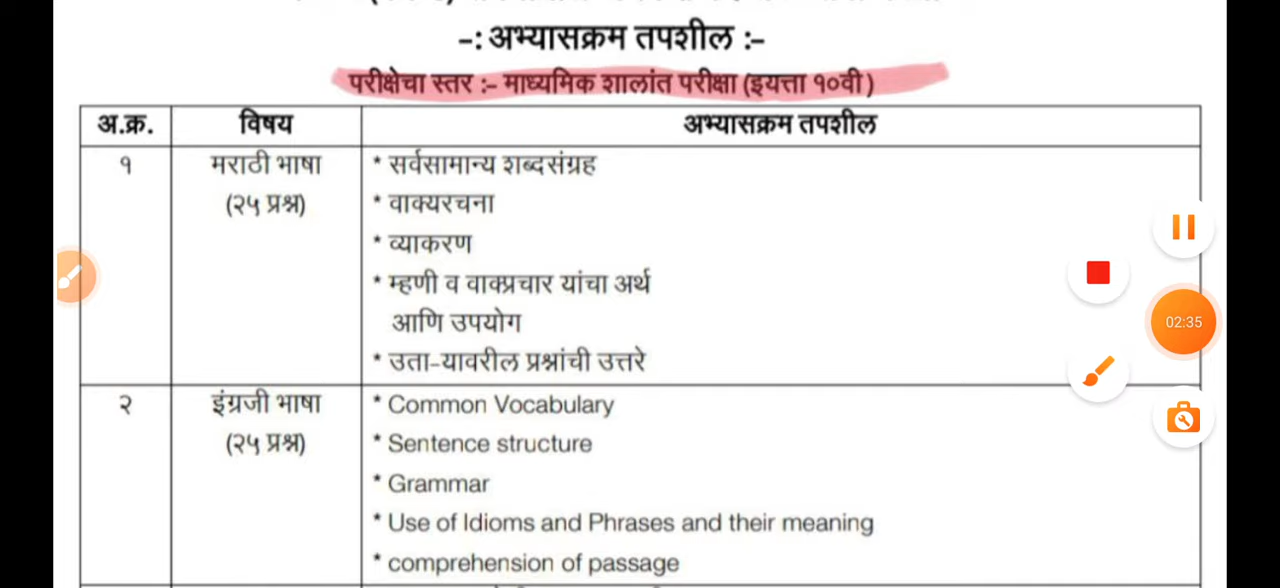 -: अभ्यासक्रम तपशील :-
परीक्षेचा स्तर :- माध्यमिक शालांत परीक्षा (इयत्ता १०वी)
अ.क्र. विषय अभ्यासक्रम तपशील
१ मराठी भाषा * सर्वसामान्य शब्दसंग्रह
(२५ प्रश्न) * वाक्यरचना
* व्याकरण
* म्हणी व वाक्प्रचार यांचा अर्थ
आणि उपयोग
* उता-यावरील प्रश्नांची उत्तरे
02:35
२ इंग्रजी भाषा * Common Vocabulary
(२५ प्रश्न) * Sentence structure
* Grammar
* Use of Idioms and Phrases and their meaning
* comprehension of passage